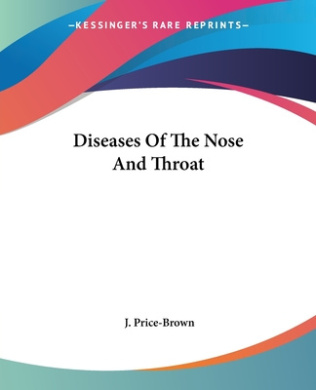 KESSINGER'S RARE REPRINTS
Diseases Of The Nose
And Throat
J. Price-Brown